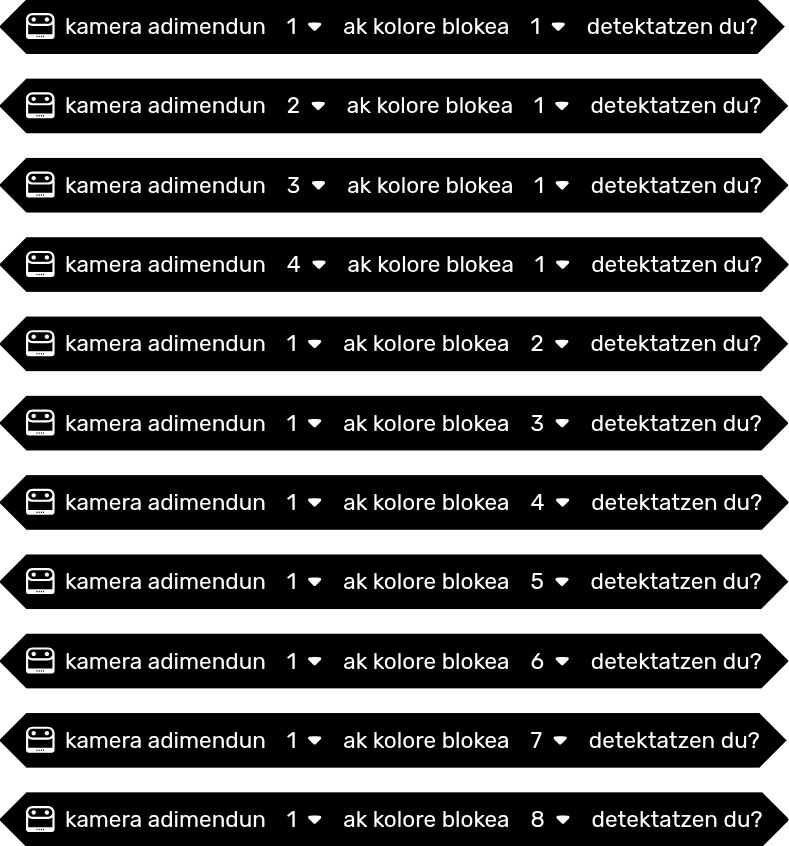 kamera adimendun 1 ak kolore blokea 1 detektatzen du?
kamera adimendun 2 ak kolore blokea 1 detektatzen du?
kamera adimendun 3 ak kolore blokea 1 detektatzen du?
kamera adimendun 4 ak kolore blokea 1 detektatzen du?
kamera adimendun 1 ak kolore blokea 2 detektatzen du?
kamera adimendun 1 ak kolore blokea 3 detektatzen du?
kamera adimendun 1 ak kolore blokea 4 detektatzen du?
kamera adimendun 1 ak kolore blokea 5 detektatzen du?
kamera adimendun 1 ak kolore blokea 6 detektatzen du?
kamera adimendun 1 ak kolore blokea 7 detektatzen du?
kamera adimendun 1 ak kolore blokea 8 detektatzen du?